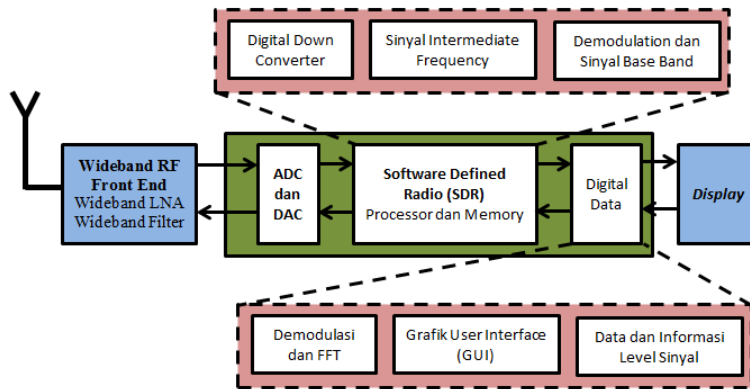 Digital Down
Converter
Sinyal Intermediate
Frequency
Demodulation dan
Sinyal Base Band
Wideband RF
Front End
Wideband LNA
Wideband Filter
ADC
dan
DAC
Software Defined
Radio (SDR)
Processor dan Memory
Digital
Data
Display
Demodulasi
dan FFT
Grafik User Interface
(GUI)
Data dan Informasi
Level Sinyal